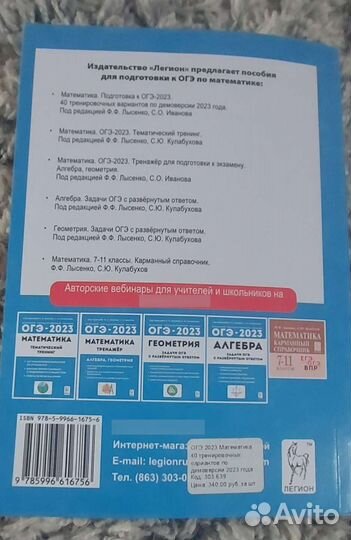 Издательство «Легион» предлагает пособия
для подготовки к ОГЭ по математике:
• Математика. Подготовка к ОГЭ-2023.
40 тренировочных вариантов по демоверсии 2023 года.
Под редакцией Ф.Ф. Лысенко, С.О. Иванова
• Математика. ОГЭ-2023. Тематический тренинг.
Под редакцией Ф.Ф. Лысенко, С.Ю. Кулабухова
• Математика. ОГЭ-2023. Тренажёр для подготовки к экзамену.
Алгебра, геометрия.
Под редакцией Ф.Ф. Лысенко, С.О. Иванова
• Алгебра. Задачи ОГЭ с развёрнутым ответом.
Под редакцией Ф.Ф. Лысенко, С.Ю. Кулабухова
• Геометрия. Задачи ОГЭ с развёрнутым ответом.
Под редакцией Ф.Ф. Лысенко, С.Ю. Кулабухова
• Математика. 7-11 классы. Карманный справочник.
Ф.Ф. Лысенко, С.Ю. Кулабухов
Авторские вебинары для учителей и школьников на
ОГЭ-2023
МАТЕМАТИКА
ТЕМАТИЧЕСКИЙ
ТРЕНИНГ
ОГЭ-2023
МАТЕМАТИКА
ТРЕНАЖЁР
АЛГЕБРА, ГЕОМЕТРИЯ
ОГЭ-2023
ГЕОМЕТРИЯ
ЗАДАЧИ ОГЭ
С РАЗВЁРНУТЫМ ОТВЕТОМ
ОГЭ-2023
АЛГЕБРА
ЗАДАЧИ ОГЭ
С РАЗВЁРНУТЫМ ОТВЕТОМ
МАТЕМАТИКА
КАРМАННЫЙ
СПРАВОЧНИК
7-11
ЕГЭ
ОГЭ
ВПР
ISBN 978-5-9966-1675-6
9 785996 616756
Интернет-магаз
E-mail: legionru
Тел. (863) 303-0
ОГЭ 2023 Математика
40 тренировочных
вариантов по
демоверсии 2023 года
Код: 303 639
Цена: 340.00 руб. за шт
ЛЕГИОН
Avito